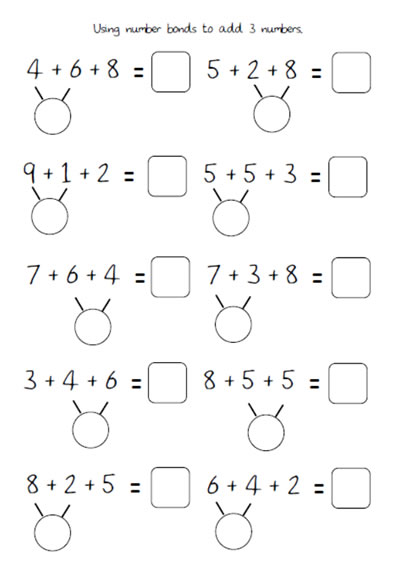 Using number bonds to add 3 numbers.
4 + 6 + 8 = 5 + 2 + 8 =
9 + 1 + 2 = 5 + 5 + 3 =
7 + 6 + 4 = 7 + 3 + 8 =
3 + 4 + 6 = 8 + 5 + 5 =
8 + 2 + 5 = 6 + 4 + 2 =